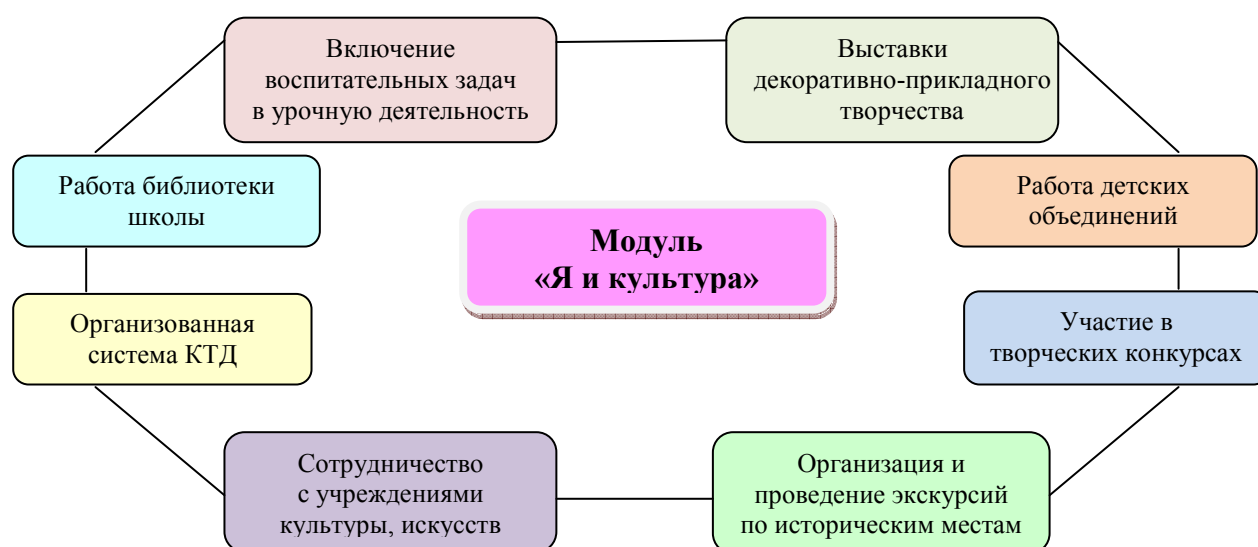 Включение
воспитательных задач
в урочную деятельность
Выставки
декоративно-прикладного
творчества
Работа библиотеки
школы
Работа детских
объединений
Модуль
«Я и культура»
Организованная
система КТД
Участие в
творческих конкурсах
Сотрудничество
с учреждениями
культуры, искусств
Организация и
проведение экскурсий
по историческим местам